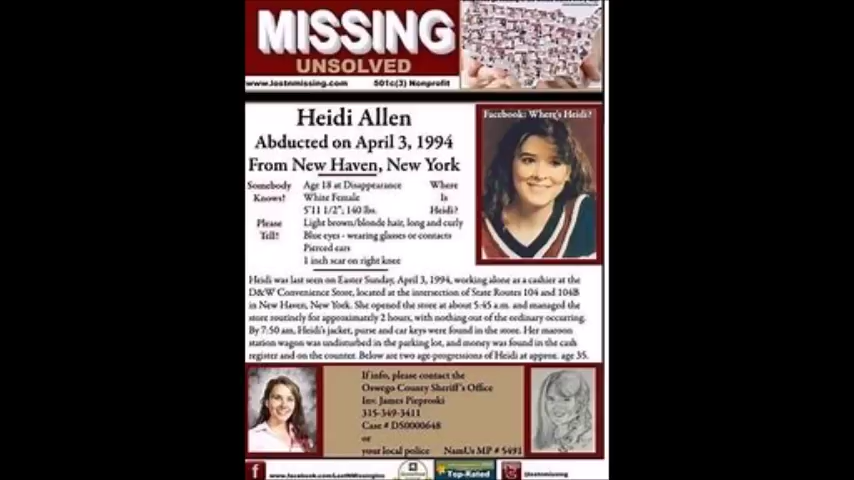 MISSING
UNSOLVED
www.lostnmissing.com 501c(3) Nonprofit
Heidi Allen
Abducted on April 3, 1994
From New Haven, New York
Facebook: Where's Heidi?
Somebody
Knows?
Please
Tell!
Age 18 at Disappearance
White Female
5'11 1/2"; 140 lbs.
Light brown/blonde hair, long and curly
Blue eyes - wearing glasses or contacts
Pierced ears
1 inch scar on right knee
Where
Is
Heidi?
Heidi was last seen on Easter Sunday, April 3, 1994, working alone as a cashier at the
D&W Convenience Store, located at the intersection of State Routes 104 and 104B
in New Haven, New York. She opened the store at about 5:45 a.m. and managed the
store routinely for approximately 2 hours, with nothing out of the ordinary occurring.
By 7:50 am, Heidi's jacket, purse and car keys were found in the store. Her maroon
station wagon was undisturbed in the parking lot, and money was found in the cash
register and on the counter. Below are two age-progressions of Heidi at approx. age 35.
If info, please contact the
Oswego County Sheriff's Office
Inv. James Pieproski
315-349-3411
Case # DS0000648
or
your local police NamUs MP # 5491
www.facebook.com/LostNMissingInc
Top-Rated
@lostnmissing